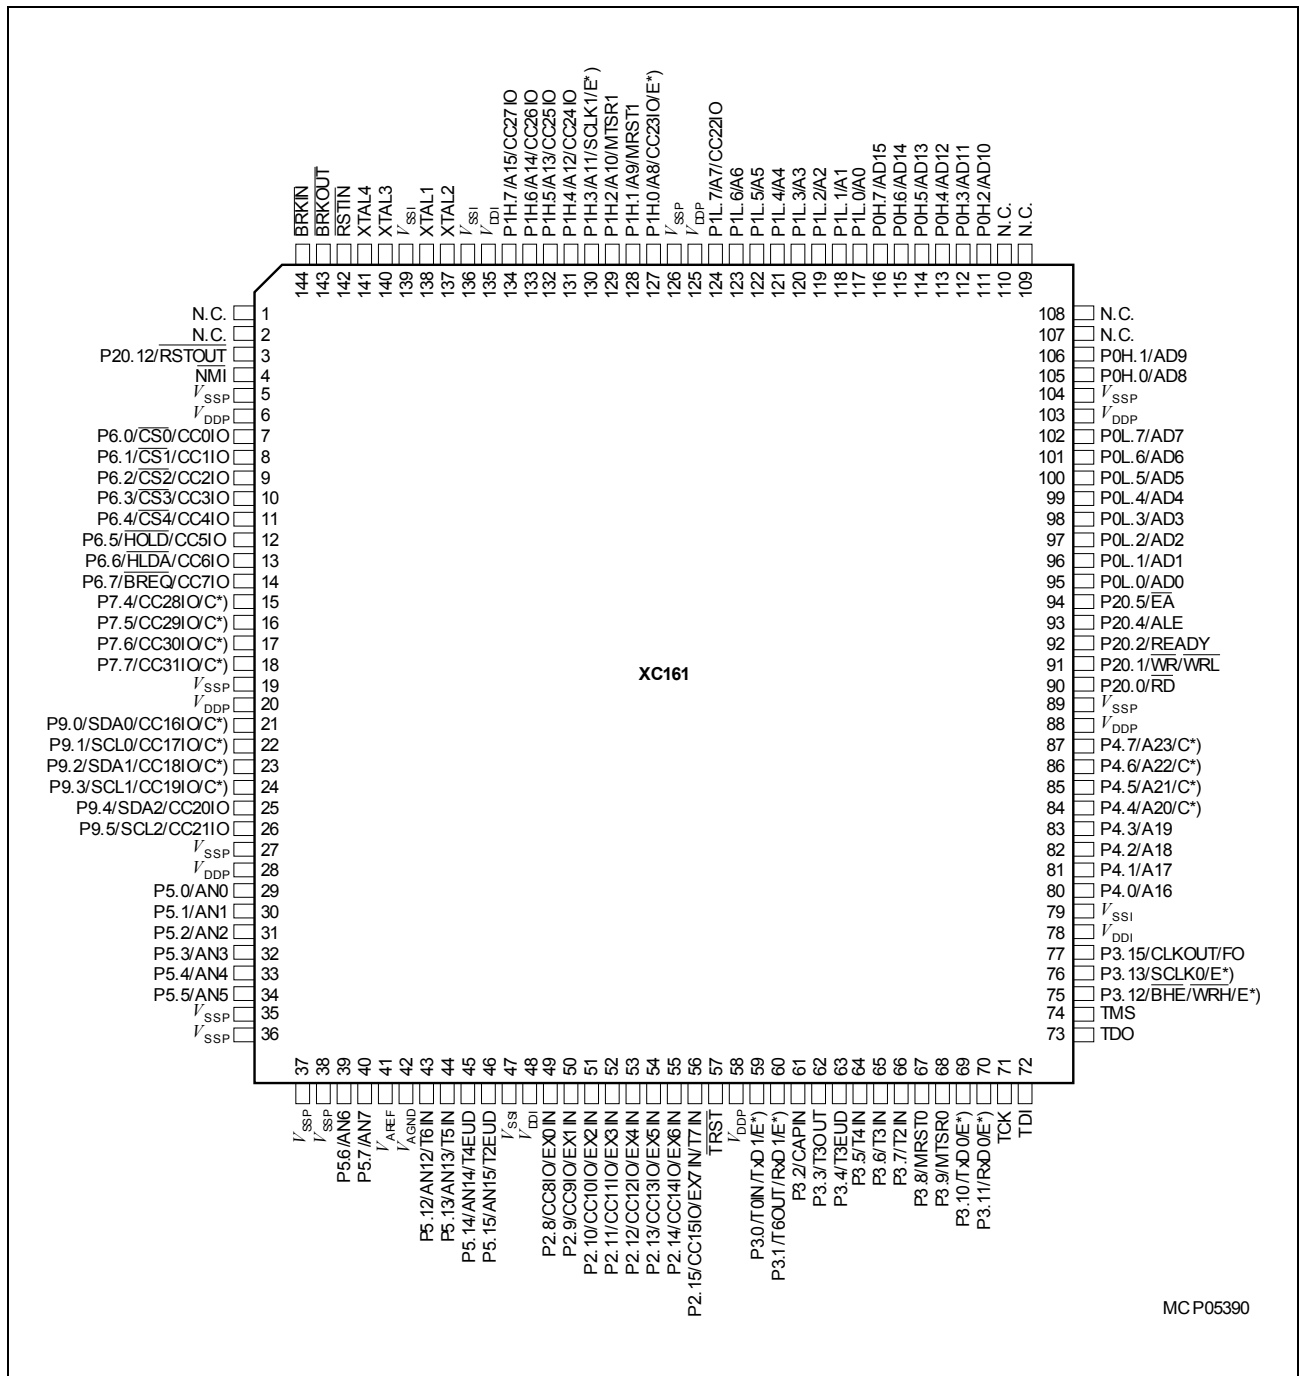 BRKIN
BRKOUT
RSTIN
XTAL4
XTAL3
VSSI
XTAL1
XTAL2
VSSI
VDDI
P1H.7/A15/CC27IO
P1H.6/A14/CC26IO
P1H.5/A13/CC25IO
P1H.4/A12/CC24IO
P1H.3/A11/SCLK1/E*)
P1H.2/A10/MTSR1
P1H.1/A9/MRST1
P1H.0/A8/CC23IO/E*)
VSSP
VDDP
P1L.7/A7/CC22IO
P1L.6/A6
P1L.5/A5
P1L.4/A4
P1L.3/A3
P1L.2/A2
P1L.1/A1
P1L.0/A0
P0H.7/AD15
P0H.6/AD14
P0H.5/AD13
P0H.4/AD12
P0H.3/AD11
P0H.2/AD10
N.C.
N.C.
144 143 142 141 140 139 138 137 136 135 134 133 132 131 130 129 128 127 126 125 124 123 122 121 120 119 118 117 116 115 114 113 112 111 110 109
N.C. 1
N.C. 2
P20.12/RSTOUT 3
NMI 4
VSSP 5
VDDP 6
P6.0/CS0/CC0IO 7
P6.1/CS1/CC1IO 8
P6.2/CS2/CC2IO 9
P6.3/CS3/CC3IO 10
P6.4/CS4/CC4IO 11
P6.5/HOLD/CC5IO 12
P6.6/HLDA/CC6IO 13
P6.7/BREQ/CC7IO 14
P7.4/CC28IO/C*) 15
P7.5/CC29IO/C*) 16
P7.6/CC30IO/C*) 17
P7.7/CC31IO/C*) 18
VSSP 19
VDDP 20
P9.0/SDA0/CC16IO/C*) 21
P9.1/SCL0/CC17IO/C*) 22
P9.2/SDA1/CC18IO/C*) 23
P9.3/SCL1/CC19IO/C*) 24
P9.4/SDA2/CC20IO 25
P9.5/SCL2/CC21IO 26
VSSP 27
VDDP 28
P5.0/AN0 29
P5.1/AN1 30
P5.2/AN2 31
P5.3/AN3 32
P5.4/AN4 33
P5.5/AN5 34
VSSP 35
VSSP 36
XC161
108 N.C.
107 N.C.
106 P0H.1/AD9
105 P0H.0/AD8
104 VSSP
103 VDDP
102 P0L.7/AD7
101 P0L.6/AD6
100 P0L.5/AD5
99 P0L.4/AD4
98 P0L.3/AD3
97 P0L.2/AD2
96 P0L.1/AD1
95 P0L.0/AD0
94 P20.5/EA
93 P20.4/ALE
92 P20.2/READY
91 P20.1/WR/WRL
90 P20.0/RD
89 VSSP
88 VDDP
87 P4.7/A23/C*)
86 P4.6/A22/C*)
85 P4.5/A21/C*)
84 P4.4/A20/C*)
83 P4.3/A19
82 P4.2/A18
81 P4.1/A17
80 P4.0/A16
79 VSSI
78 VDDI
77 P3.15/CLKOUT/FO
76 P3.13/SCLK0/E*)
75 P3.12/BHE/WRH/E*)
74 TMS
73 TDO
37 38 39 40 41 42 43 44 45 46 47 48 49 50 51 52 53 54 55 56 57 58 59 60 61 62 63 64 65 66 67 68 69 70 71 72
VSSP
VSSP
P5.6/AN6
P5.7/AN7
VAREF
VAGND
P5.12/AN12/T6IN
P5.13/AN13/T5IN
P5.14/AN14/T4EUD
P5.15/AN15/T2EUD
VSSI
VDDI
P2.8/CC8IO/EX0IN
P2.9/CC9IO/EX1IN
P2.10/CC10IO/EX2IN
P2.11/CC11IO/EX3IN
P2.12/CC12IO/EX4IN
P2.13/CC13IO/EX5IN
P2.14/CC14IO/EX6IN
P2.15/CC15IO/EX7IN/T7IN
TRST
VDDP
P3.0/T0IN/TxD1/E*)
P3.1/T6OUT/RxD1/E*)
P3.2/CAPIN
P3.3/T3OUT
P3.4/T3EUD
P3.5/T4IN
P3.6/T3IN
P3.7/T2IN
P3.8/MRST0
P3.9/MTSR0
P3.10/TxD0/E*)
P3.11/RxD0/E*)
TCK
TDI
MCP05390